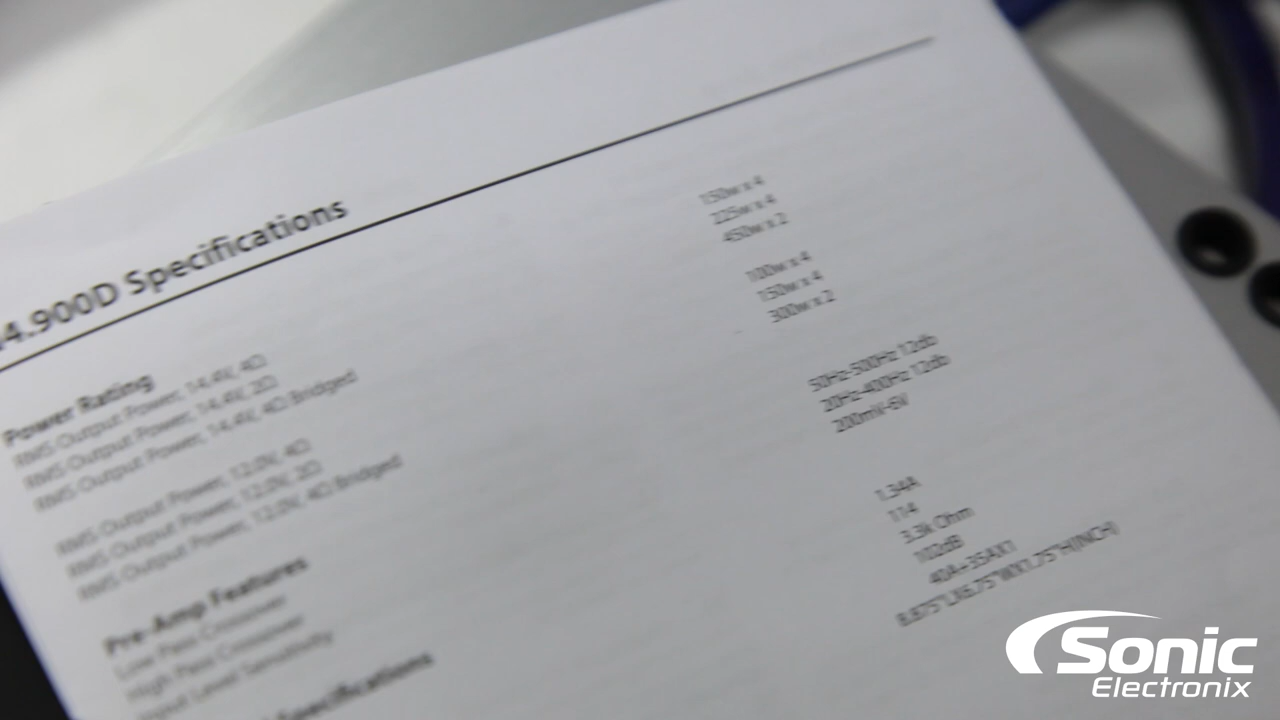 4.900D Specifications
Power Rating
RMS Output Power, 14.4V, 4Ω 150w x 4
RMS Output Power, 14.4V, 2Ω 225w x 4
RMS Output Power, 14.4V, 4Ω Bridged 450w x 2
RMS Output Power, 12.0V, 4Ω 100w x 4
RMS Output Power, 12.0V, 2Ω 150w x 4
RMS Output Power, 12.0V, 4Ω Bridged 300w x 2
Pre-Amp Features
Low Pass Crossover 50Hz-500Hz 12db
High Pass Crossover 20Hz-400Hz 12db
Input Level Sensitivity 200mV-6V
Specifications
1.34A
114
3.3k Ohm
102dB
40A+35AX1
8.875"LX6.75"WX1.75"H(INCH)
Sonic
Electronix